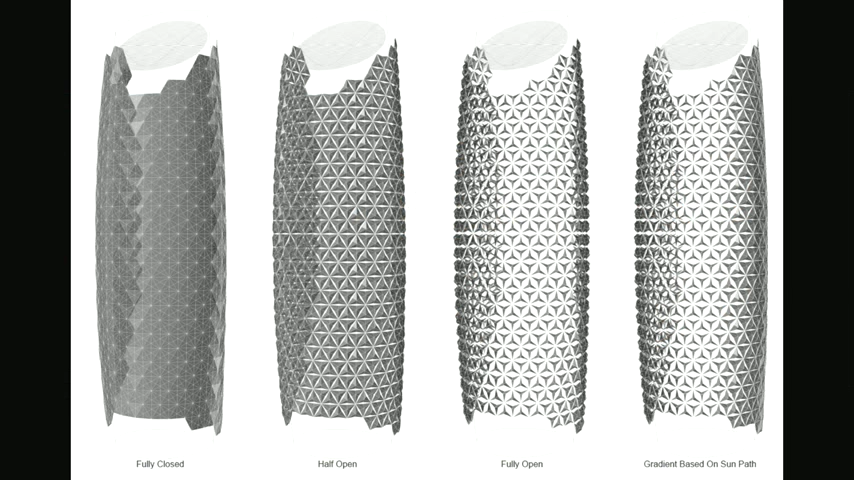 Fully Closed
Half Open
Fully Open
Gradient Based On Sun Path